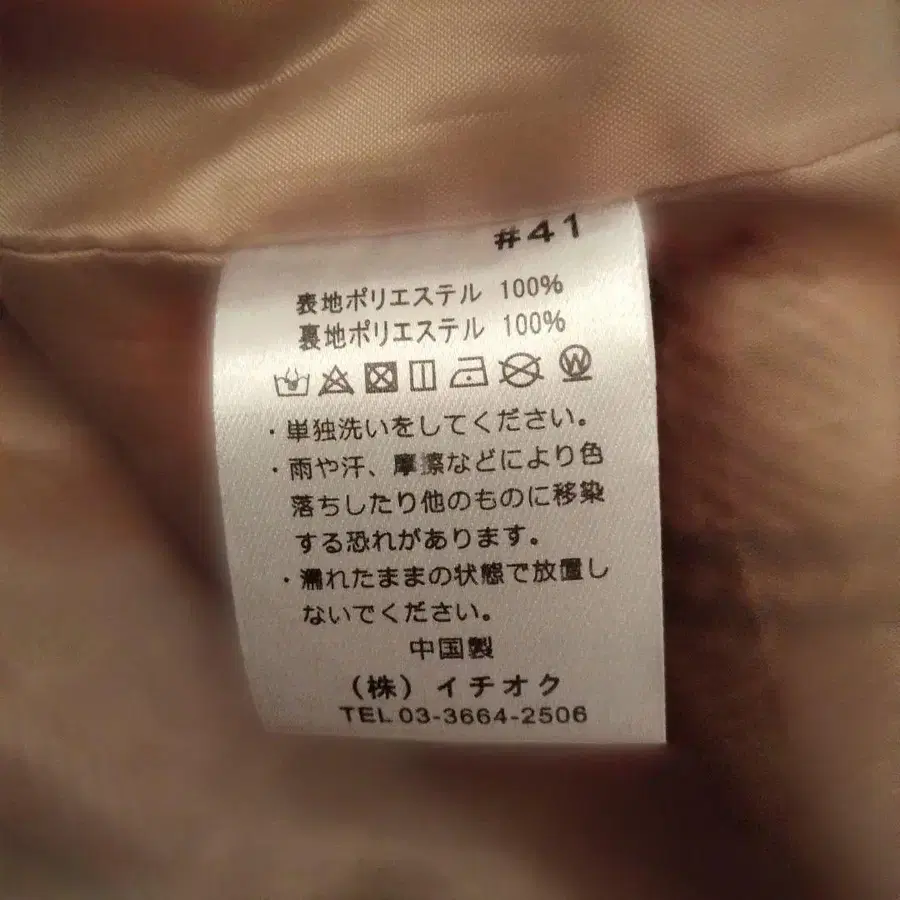 #41
表地ポリエステル 100%
裏地ポリエステル 100%
・単独洗いをしてください。
・雨や汗、摩擦などにより色
落ちしたり他のものに移染
する恐れがあります。
・濡れたままの状態で放置し
ないでください。
中国製
(株)イチオク
TEL 03-3664-2506